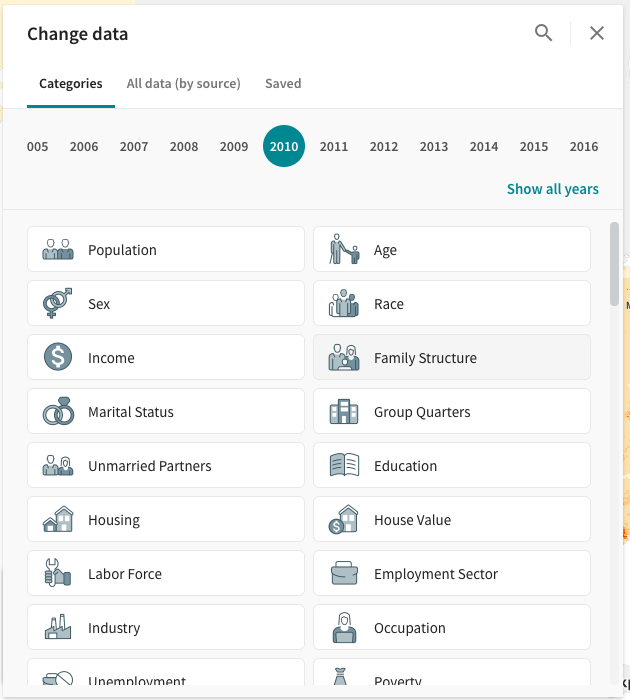 Change data
Categories All data (by source) Saved
005 2006 2007 2008 2009 2010 2011 2012 2013 2014 2015 2016
Show all years
Population Age
Sex Race
$ Income Family Structure
Marital Status Group Quarters
Unmarried Partners Education
Housing $ House Value
Labor Force Employment Sector
Industry Occupation
Unemployment Poverty